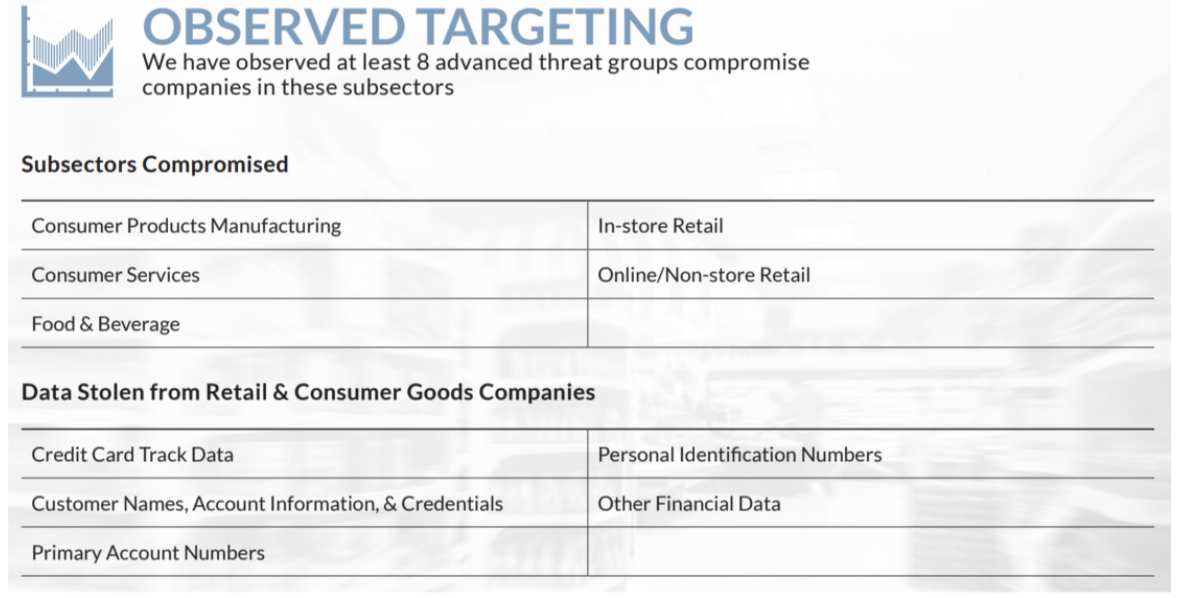 OBSERVED TARGETING
We have observed at least 8 advanced threat groups compromise
companies in these subsectors
Subsectors Compromised
Consumer Products Manufacturing
In-store Retail
Consumer Services
Online/Non-store Retail
Food & Beverage
Data Stolen from Retail & Consumer Goods Companies
Credit Card Track Data
Personal Identification Numbers
Customer Names, Account Information, & Credentials
Other Financial Data
Primary Account Numbers